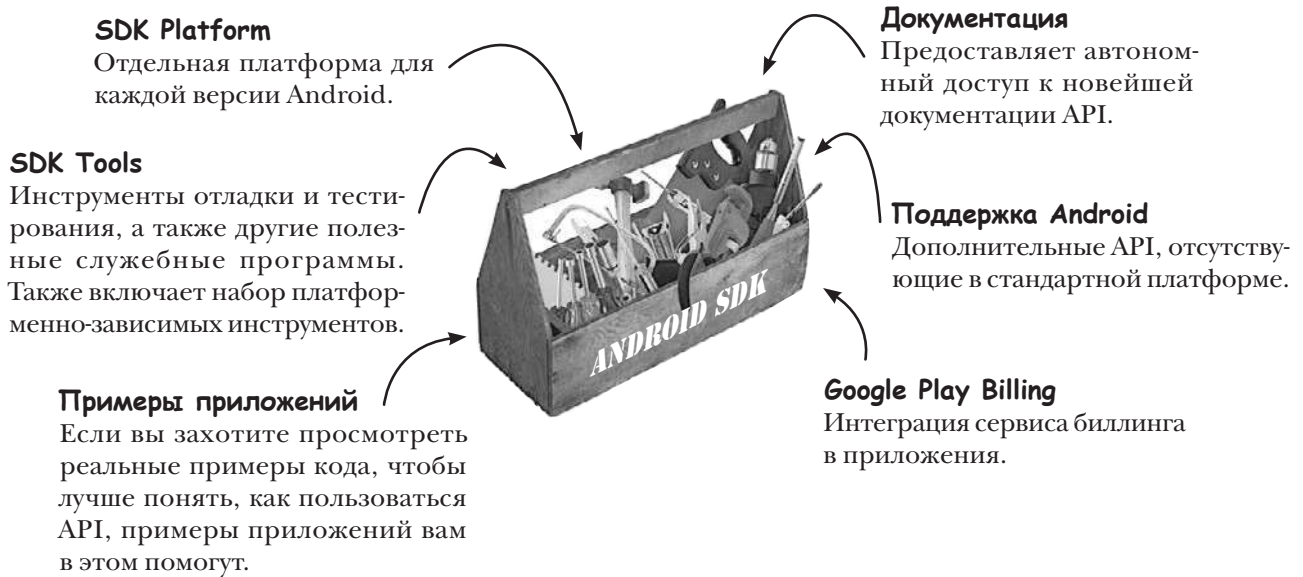 SDK Platform
Отдельная платформа для
каждой версии Android.
SDK Tools
Инструменты отладки и тести-
рования, а также другие полез-
ные служебные программы.
Также включает набор платфор-
менно-зависимых инструментов.
Примеры приложений
Если вы захотите просмотреть
реальные примеры кода, чтобы
лучше понять, как пользоваться
API, примеры приложений вам
в этом помогут.
Документация
Предоставляет автоном-
ный доступ к новейшей
документации API.
Поддержка Android
Дополнительные API, отсутству-
ющие в стандартной платформе.
Google Play Billing
Интеграция сервиса биллинга
в приложения.
ANDROID SDK